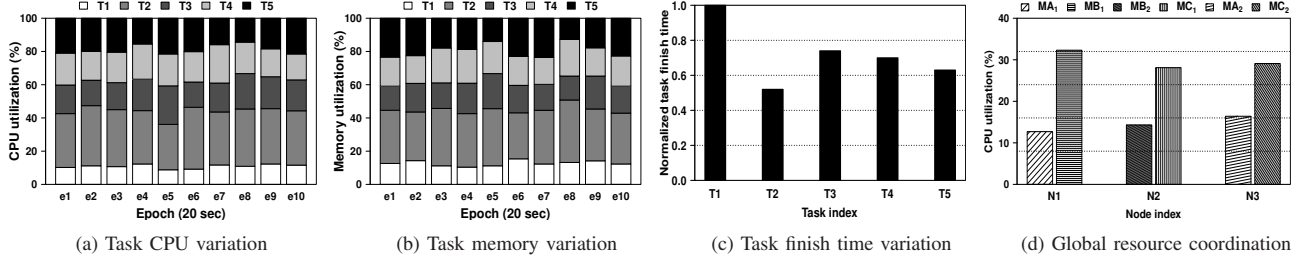 T1 T2 T3 T4 T5
CPU utilization (%)
100
80
60
40
20
0
e1 e2 e3 e4 e5 e6 e7 e8 e9 e10
Epoch (20 sec)
(a) Task CPU variation
T1 T2 T3 T4 T5
Memory utilization (%)
100
80
60
40
20
0
e1 e2 e3 e4 e5 e6 e7 e8 e9 e10
Epoch (20 sec)
(b) Task memory variation
Normalized task finish time
1.0
0.8
0.6
0.4
0.2
0.0
T1 T2 T3 T4 T5
Task index
(c) Task finish time variation
MA₁ MB₁ MB₂ MC₁ MA₂ MC₂
CPU utilization (%)
40
30
20
10
0
N1 N2 N3
Node index
(d) Global resource coordination